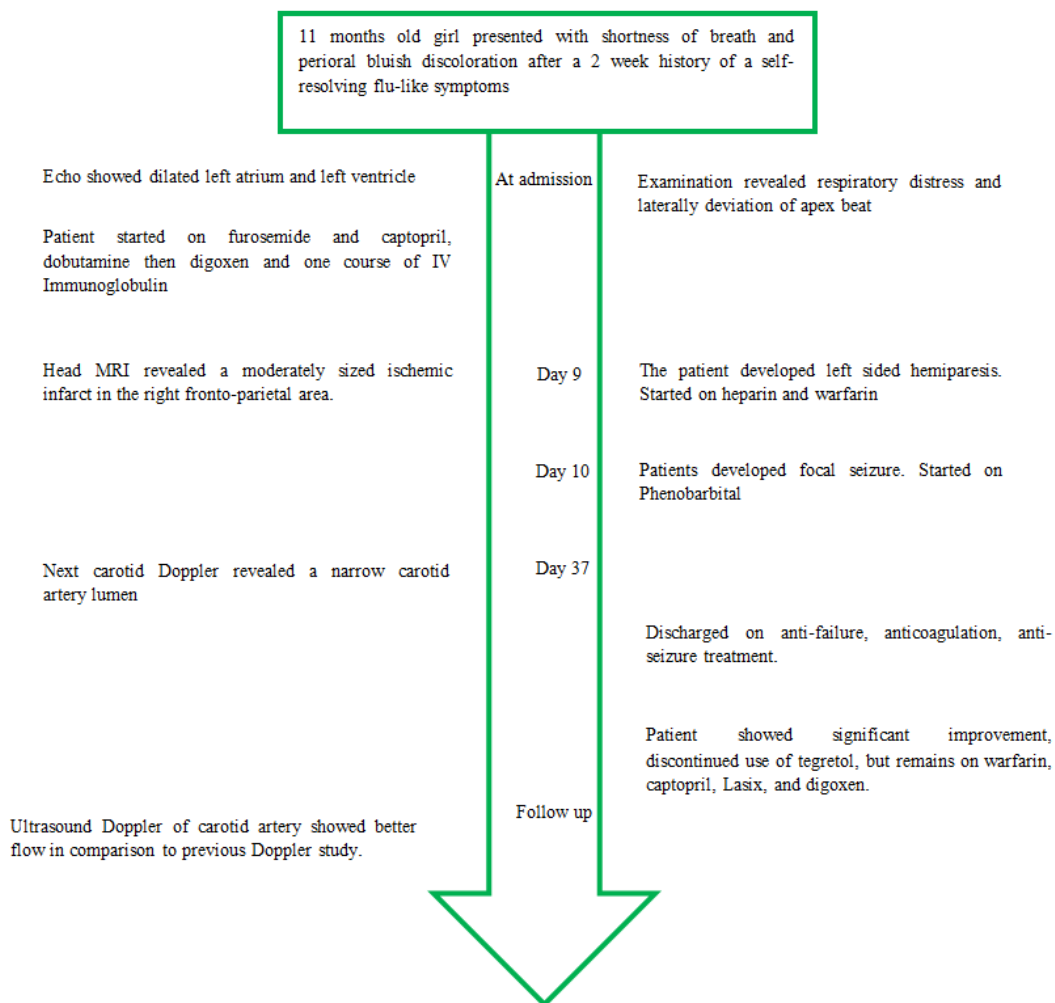 11 months old girl presented with shortness of breath and
perioral bluish discoloration after a 2 week history of a self-
resolving flu-like symptoms
Echo showed dilated left atrium and left ventricle
At admission
Examination revealed respiratory distress and
laterally deviation of apex beat
Patient started on furosemide and captopril,
dobutamine then digoxen and one course of IV
Immunoglobulin
Head MRI revealed a moderately sized ischemic
infarct in the right fronto-parietal area.
Day 9
The patient developed left sided hemiparesis.
Started on heparin and warfarin
Day 10
Patients developed focal seizure. Started on
Phenobarbital
Next carotid Doppler revealed a narrow carotid
artery lumen
Day 37
Discharged on anti-failure, anticoagulation, anti-
seizure treatment.
Patient showed significant improvement,
discontinued use of tegretol, but remains on warfarin,
captopril, Lasix, and digoxen.
Follow up
Ultrasound Doppler of carotid artery showed better
flow in comparison to previous Doppler study.